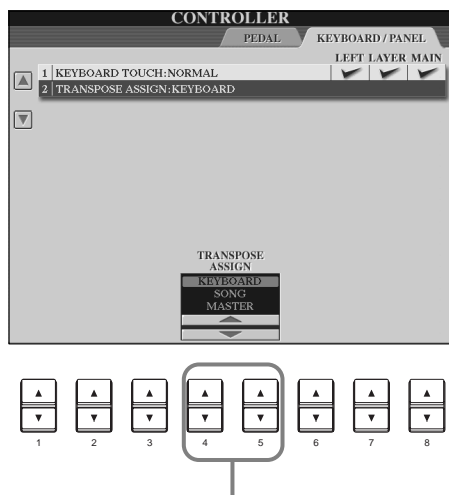 CONTROLLER
PEDAL KEYBOARD / PANEL
LEFT LAYER MAIN
1 KEYBOARD TOUCH:NORMAL
2 TRANSPOSE ASSIGN:KEYBOARD
TRANSPOSE
ASSIGN
KEYBOARD
SONG
MASTER
1 2 3 4 5 6 7 8